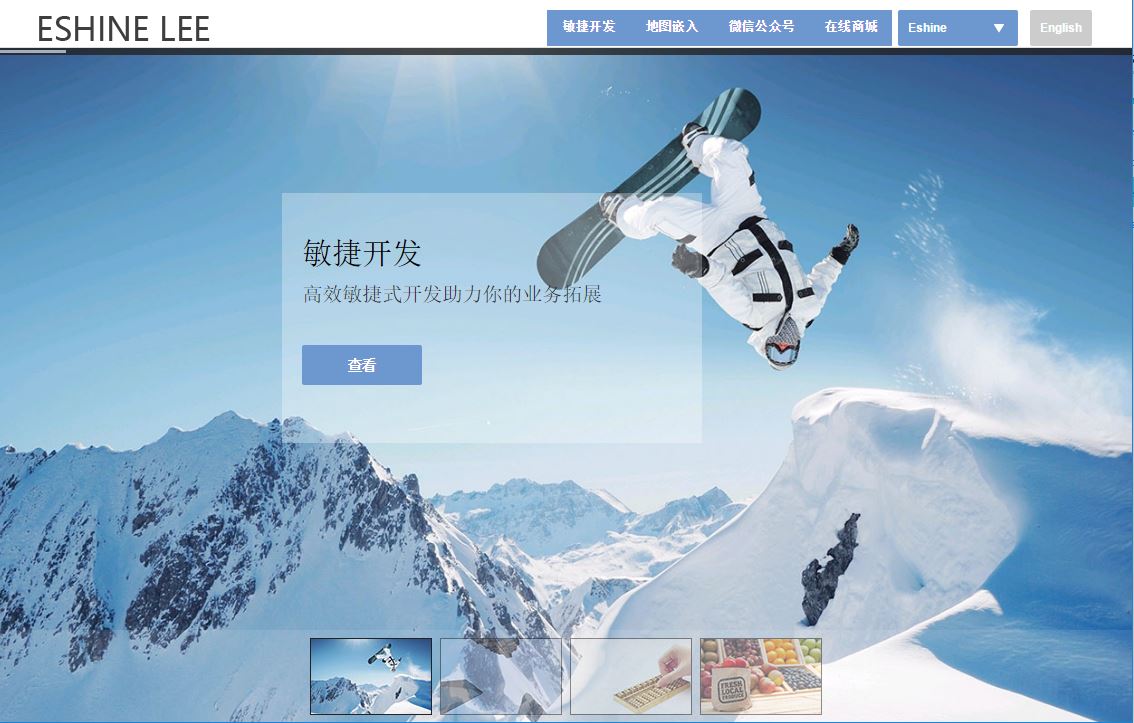 ESHINE LEE
敏捷开发 地图嵌入 微信公众号 在线商城 Eshine ▼ English
敏捷开发
高效敏捷式开发助力你的业务拓展
查看
FRESH
LOCAL
PRODUCE